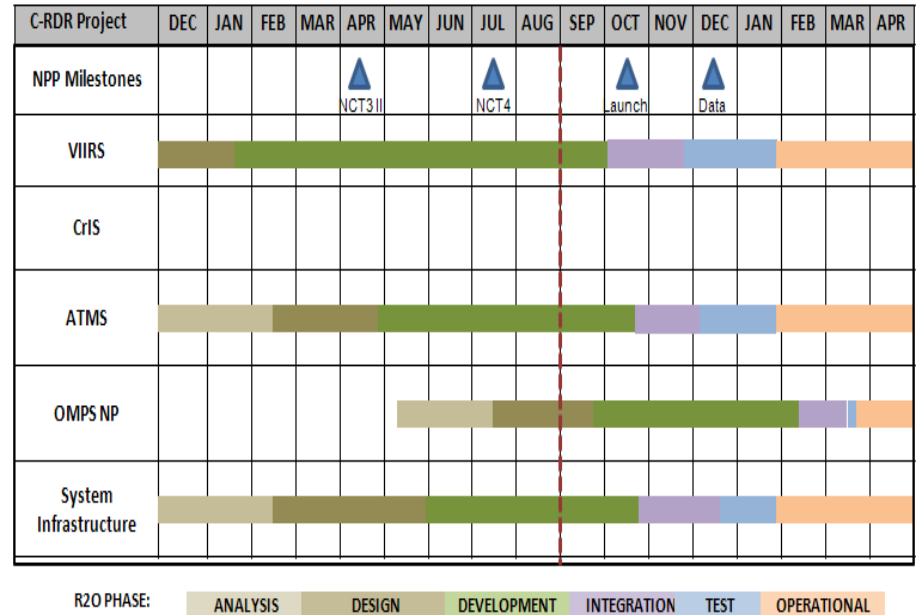 C-RDR Project DEC JAN FEB MAR APR MAY JUN JUL AUG SEP OCT NOV DEC JAN FEB MAR APR
NPP Milestones
NCT3 II NCT4 Launch Data
VIIRS
CrIS
ATMS
OMPS NP
System
Infrastructure
R2O PHASE: ANALYSIS DESIGN DEVELOPMENT INTEGRATION TEST OPERATIONAL